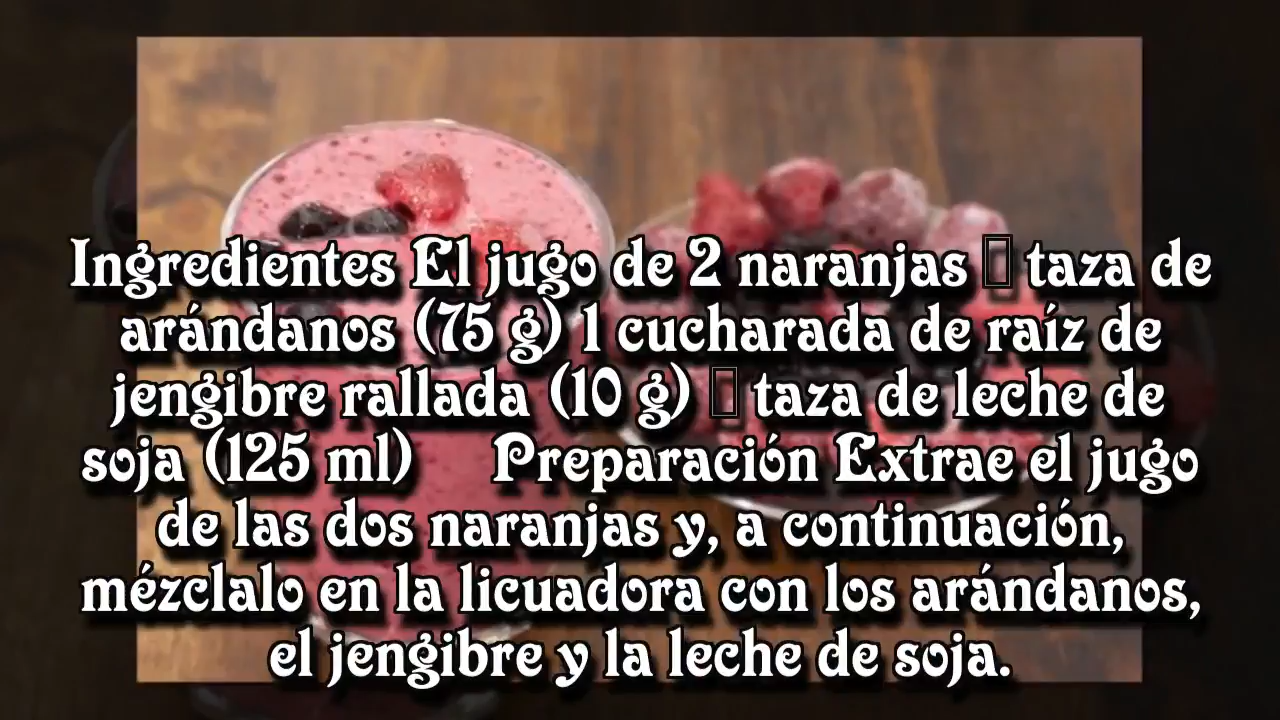 Ingredientes El jugo de 2 naranjas ▯ taza de
arándanos (75 g) 1 cucharada de raíz de
jengibre rallada (10 g) ▯ taza de leche de
soja (125 ml) Preparación Extrae el jugo
de las dos naranjas y, a continuación,
mézclalo en la licuadora con los arándanos,
el jengibre y la leche de soja.